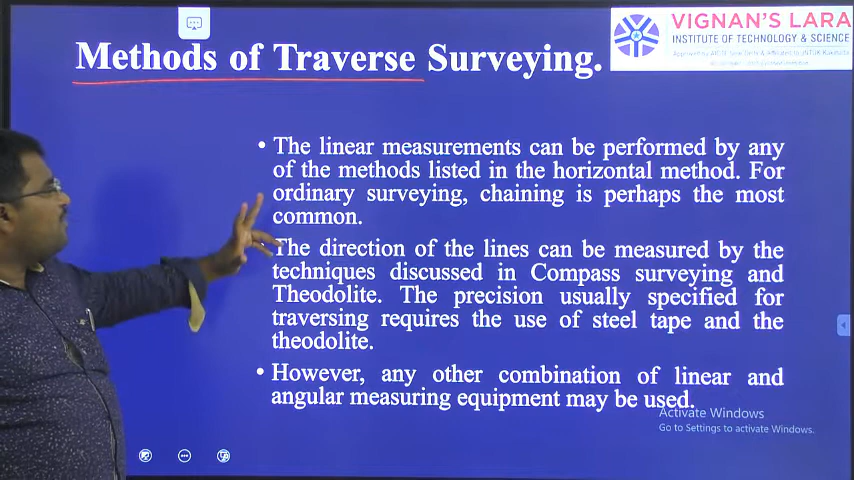 VIGNAN'S LARA
INSTITUTE OF TECHNOLOGY & SCIENCE
Methods of Traverse Surveying.
• The linear measurements can be performed by any
of the methods listed in the horizontal method. For
ordinary surveying, chaining is perhaps the most
common.
The direction of the lines can be measured by the
techniques discussed in Compass surveying and
Theodolite. The precision usually specified for
traversing requires the use of steel tape and the
theodolite.
• However, any other combination of linear and
angular measuring equipment may be used.
Activate Windows
Go to Settings to activate Windows.